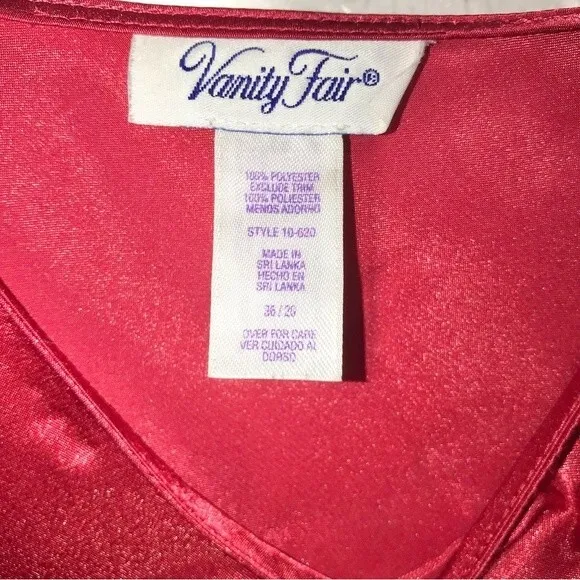 Vanity Fair®
100% POLYESTER
EXCLUDE TRIM
100% POLIESTER
MENOS ADORNO
STYLE 10-620
MADE IN
SRI LANKA
HECHO EN
SRI LANKA
36 / 20
OVER FOR CARE
VER CUIDADO AL
DORSO